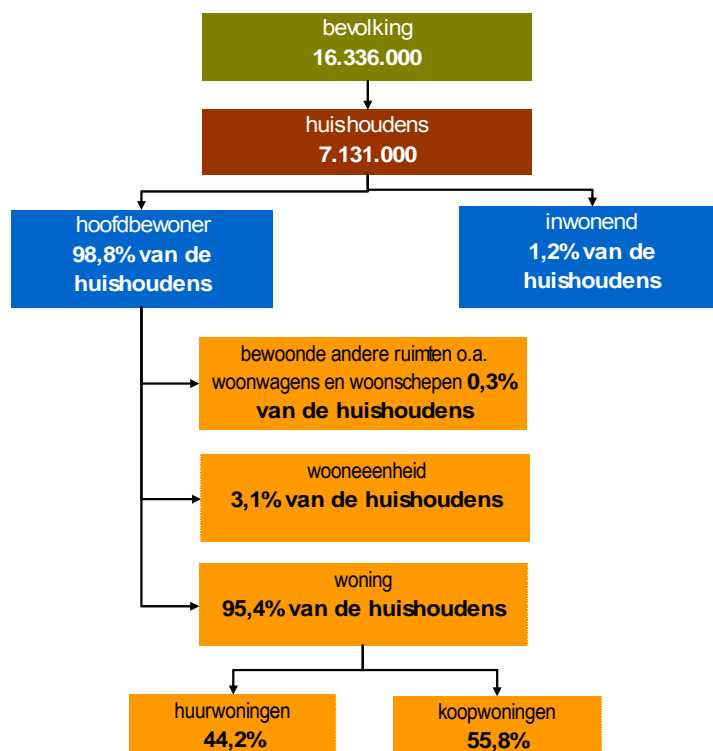 bevolking
16.336.000
huishoudens
7.131.000
hoofdbewoner
98,8% van de
huishoudens
inwonend
1,2% van de
huishoudens
bewoonde andere ruimten o.a.
woonwagens en woonschepen 0,3%
van de huishoudens
wooneeenheid
3,1% van de huishoudens
woning
95,4% van de huishoudens
huurwoningen
44,2%
koopwoningen
55,8%